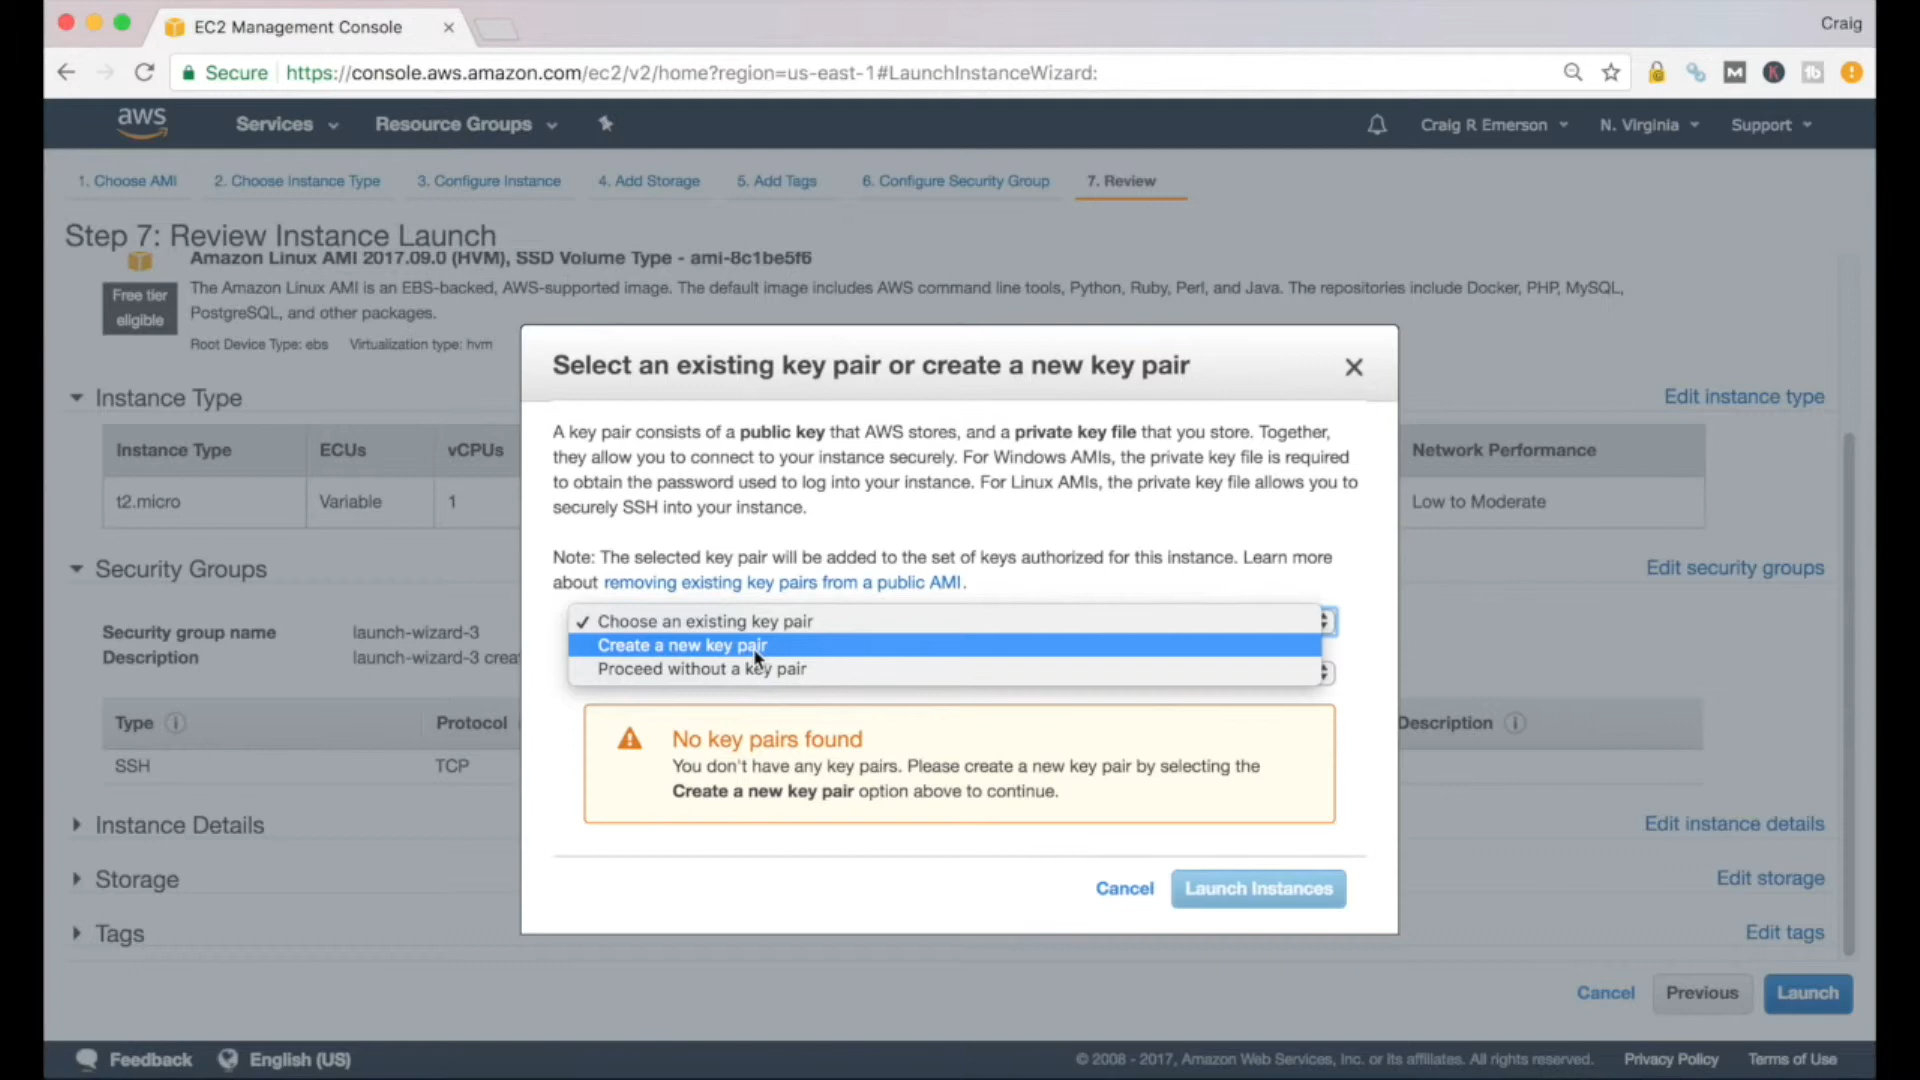 EC2 Management Console
Craig
Secure https://console.aws.amazon.com/ec2/v2/home?region=us-east-1#LaunchInstanceWizard:
aws Services Resource Groups Craig R Emerson N. Virginia Support
1. Choose AMI 2. Choose Instance Type 3. Configure Instance 4. Add Storage 5. Add Tags 6. Configure Security Group 7. Review
Step 7: Review Instance Launch
Amazon Linux AMI 2017.09.0 (HVM), SSD Volume Type - ami-8c1be5f6
Free tier
eligible
The Amazon Linux AMI is an EBS-backed, AWS-supported image. The default image includes AWS command line tools, Python, Ruby, Perl, and Java. The repositories include Docker, PHP, MySQL,
PostgreSQL, and other packages.
Root Device Type: ebs Virtualization type: hvm
Select an existing key pair or create a new key pair
A key pair consists of a public key that AWS stores, and a private key file that you store. Together,
they allow you to connect to your instance securely. For Windows AMIs, the private key file is required
to obtain the password used to log into your instance. For Linux AMIs, the private key file allows you to
securely SSH into your instance.
Note: The selected key pair will be added to the set of keys authorized for this instance. Learn more
about removing existing key pairs from a public AMI.
✓ Choose an existing key pair
Create a new key pair
Proceed without a key pair
No key pairs found
You don't have any key pairs. Please create a new key pair by selecting the
Create a new key pair option above to continue.
Cancel Launch Instances
Instance Type Edit instance type
Instance Type ECUs vCPUs Network Performance
t2.micro Variable 1 Low to Moderate
Security Groups Edit security groups
Security group name launch-wizard-3
Description launch-wizard-3 crea
Type Protocol Description
SSH TCP
Instance Details Edit instance details
Storage Edit storage
Tags Edit tags
Cancel Previous Launch
Feedback English (US) © 2008 - 2017, Amazon Web Services, Inc. or its affiliates. All rights reserved. Privacy Policy Terms of Use